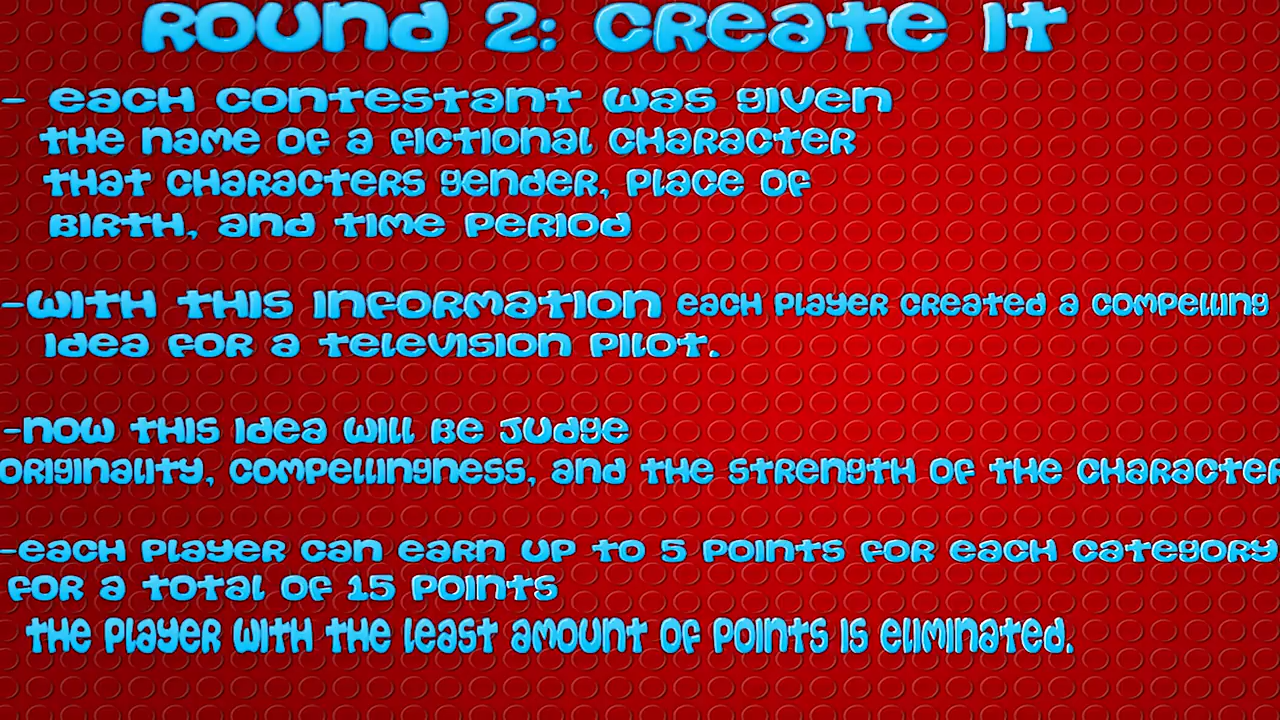 Round 2: Create It
- each contestant was given
the name of a fictional character
that characters gender, place of
birth, and time period
-with this information each player created a compelling
idea for a television pilot.
-now this idea will be judge
originality, compellingness, and the strength of the character
-each player can earn up to 5 points for each category
for a total of 15 points
the player with the least amount of points is eliminated.